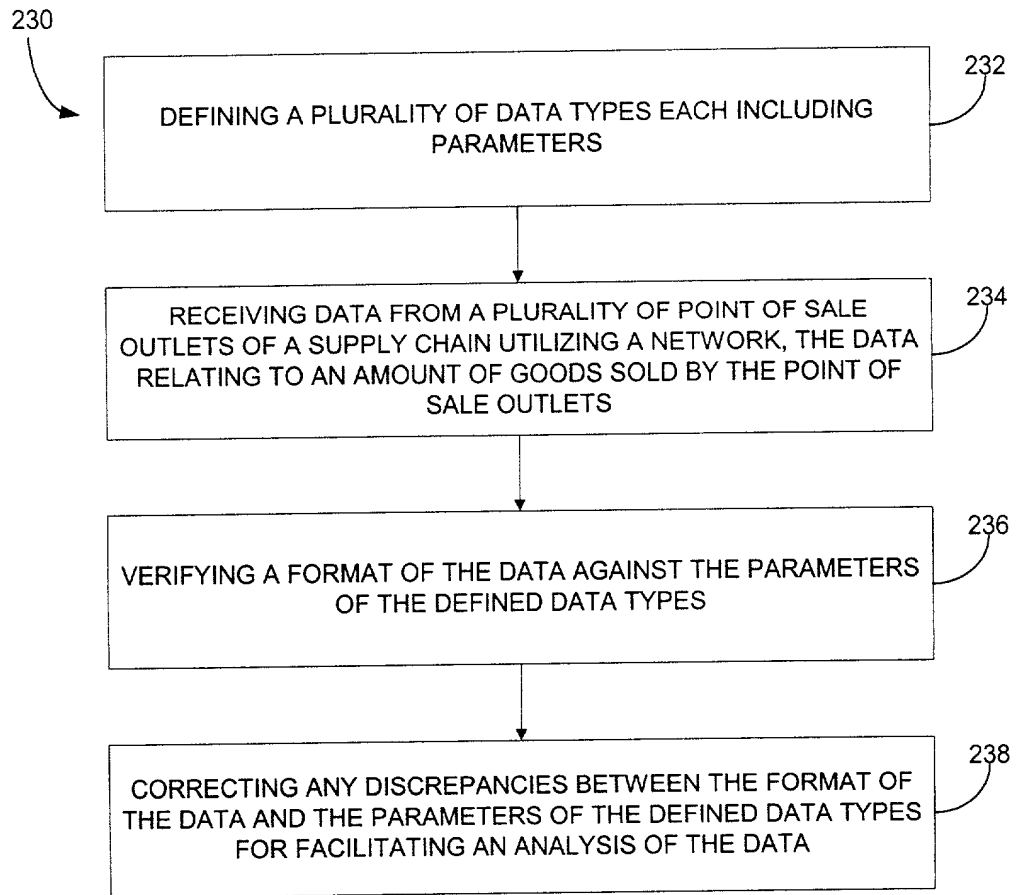 230
232
DEFINING A PLURALITY OF DATA TYPES EACH INCLUDING
PARAMETERS
234
RECEIVING DATA FROM A PLURALITY OF POINT OF SALE
OUTLETS OF A SUPPLY CHAIN UTILIZING A NETWORK, THE DATA
RELATING TO AN AMOUNT OF GOODS SOLD BY THE POINT OF
SALE OUTLETS
236
VERIFYING A FORMAT OF THE DATA AGAINST THE PARAMETERS
OF THE DEFINED DATA TYPES
238
CORRECTING ANY DISCREPANCIES BETWEEN THE FORMAT OF
THE DATA AND THE PARAMETERS OF THE DEFINED DATA TYPES
FOR FACILITATING AN ANALYSIS OF THE DATA